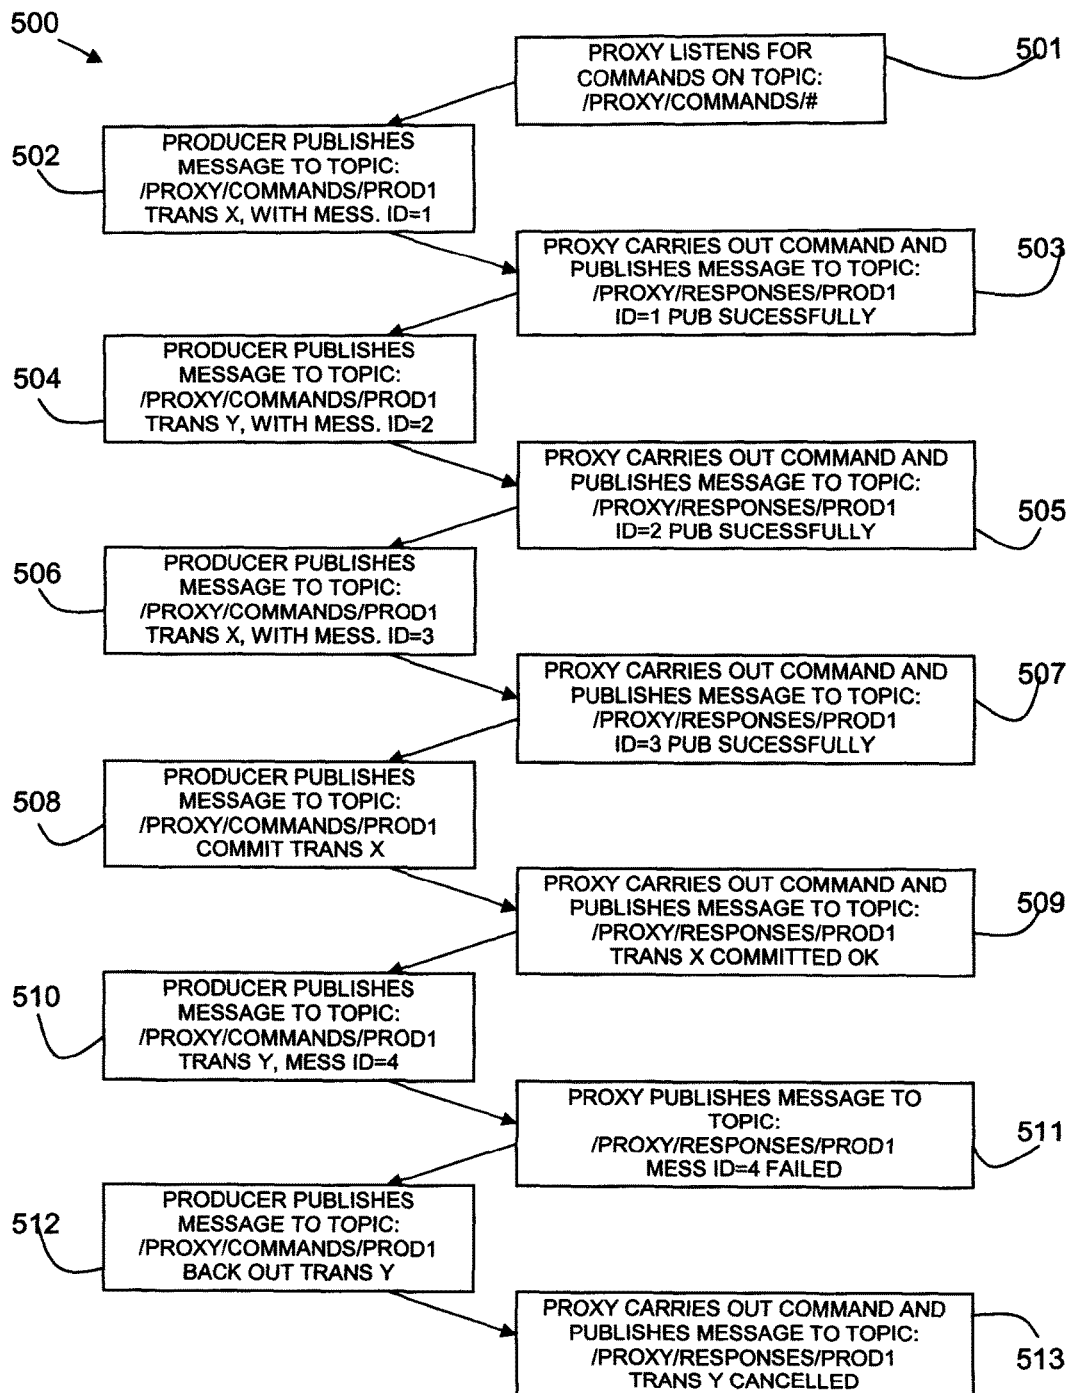 500
501
PROXY LISTENS FOR
COMMANDS ON TOPIC:
/PROXY/COMMANDS/#
502
PRODUCER PUBLISHES
MESSAGE TO TOPIC:
/PROXY/COMMANDS/PROD1
TRANS X, WITH MESS. ID=1
503
PROXY CARRIES OUT COMMAND AND
PUBLISHES MESSAGE TO TOPIC:
/PROXY/RESPONSES/PROD1
ID=1 PUB SUCESSFULLY
504
PRODUCER PUBLISHES
MESSAGE TO TOPIC:
/PROXY/COMMANDS/PROD1
TRANS Y, WITH MESS. ID=2
505
PROXY CARRIES OUT COMMAND AND
PUBLISHES MESSAGE TO TOPIC:
/PROXY/RESPONSES/PROD1
ID=2 PUB SUCESSFULLY
506
PRODUCER PUBLISHES
MESSAGE TO TOPIC:
/PROXY/COMMANDS/PROD1
TRANS X, WITH MESS. ID=3
507
PROXY CARRIES OUT COMMAND AND
PUBLISHES MESSAGE TO TOPIC:
/PROXY/RESPONSES/PROD1
ID=3 PUB SUCESSFULLY
508
PRODUCER PUBLISHES
MESSAGE TO TOPIC:
/PROXY/COMMANDS/PROD1
COMMIT TRANS X
509
PROXY CARRIES OUT COMMAND AND
PUBLISHES MESSAGE TO TOPIC:
/PROXY/RESPONSES/PROD1
TRANS X COMMITTED OK
510
PRODUCER PUBLISHES
MESSAGE TO TOPIC:
/PROXY/COMMANDS/PROD1
TRANS Y, MESS ID=4
511
PROXY PUBLISHES MESSAGE TO
TOPIC:
/PROXY/RESPONSES/PROD1
MESS ID=4 FAILED
512
PRODUCER PUBLISHES
MESSAGE TO TOPIC:
/PROXY/COMMANDS/PROD1
BACK OUT TRANS Y
513
PROXY CARRIES OUT COMMAND AND
PUBLISHES MESSAGE TO TOPIC:
/PROXY/RESPONSES/PROD1
TRANS Y CANCELLED